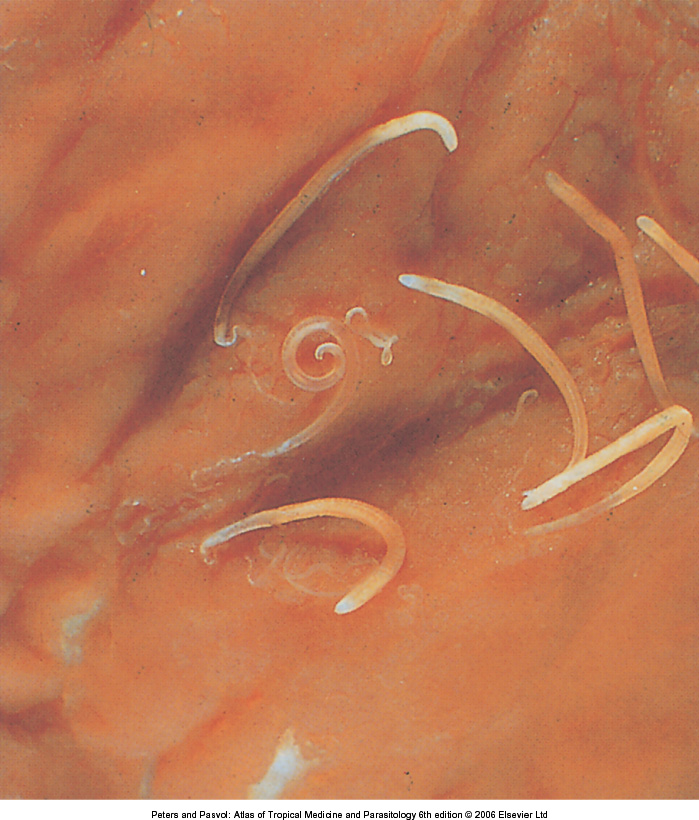 Peters and Pasvol: Atlas of Tropical Medicine and Parasitology 6th edition © 2006 Elsevier Ltd